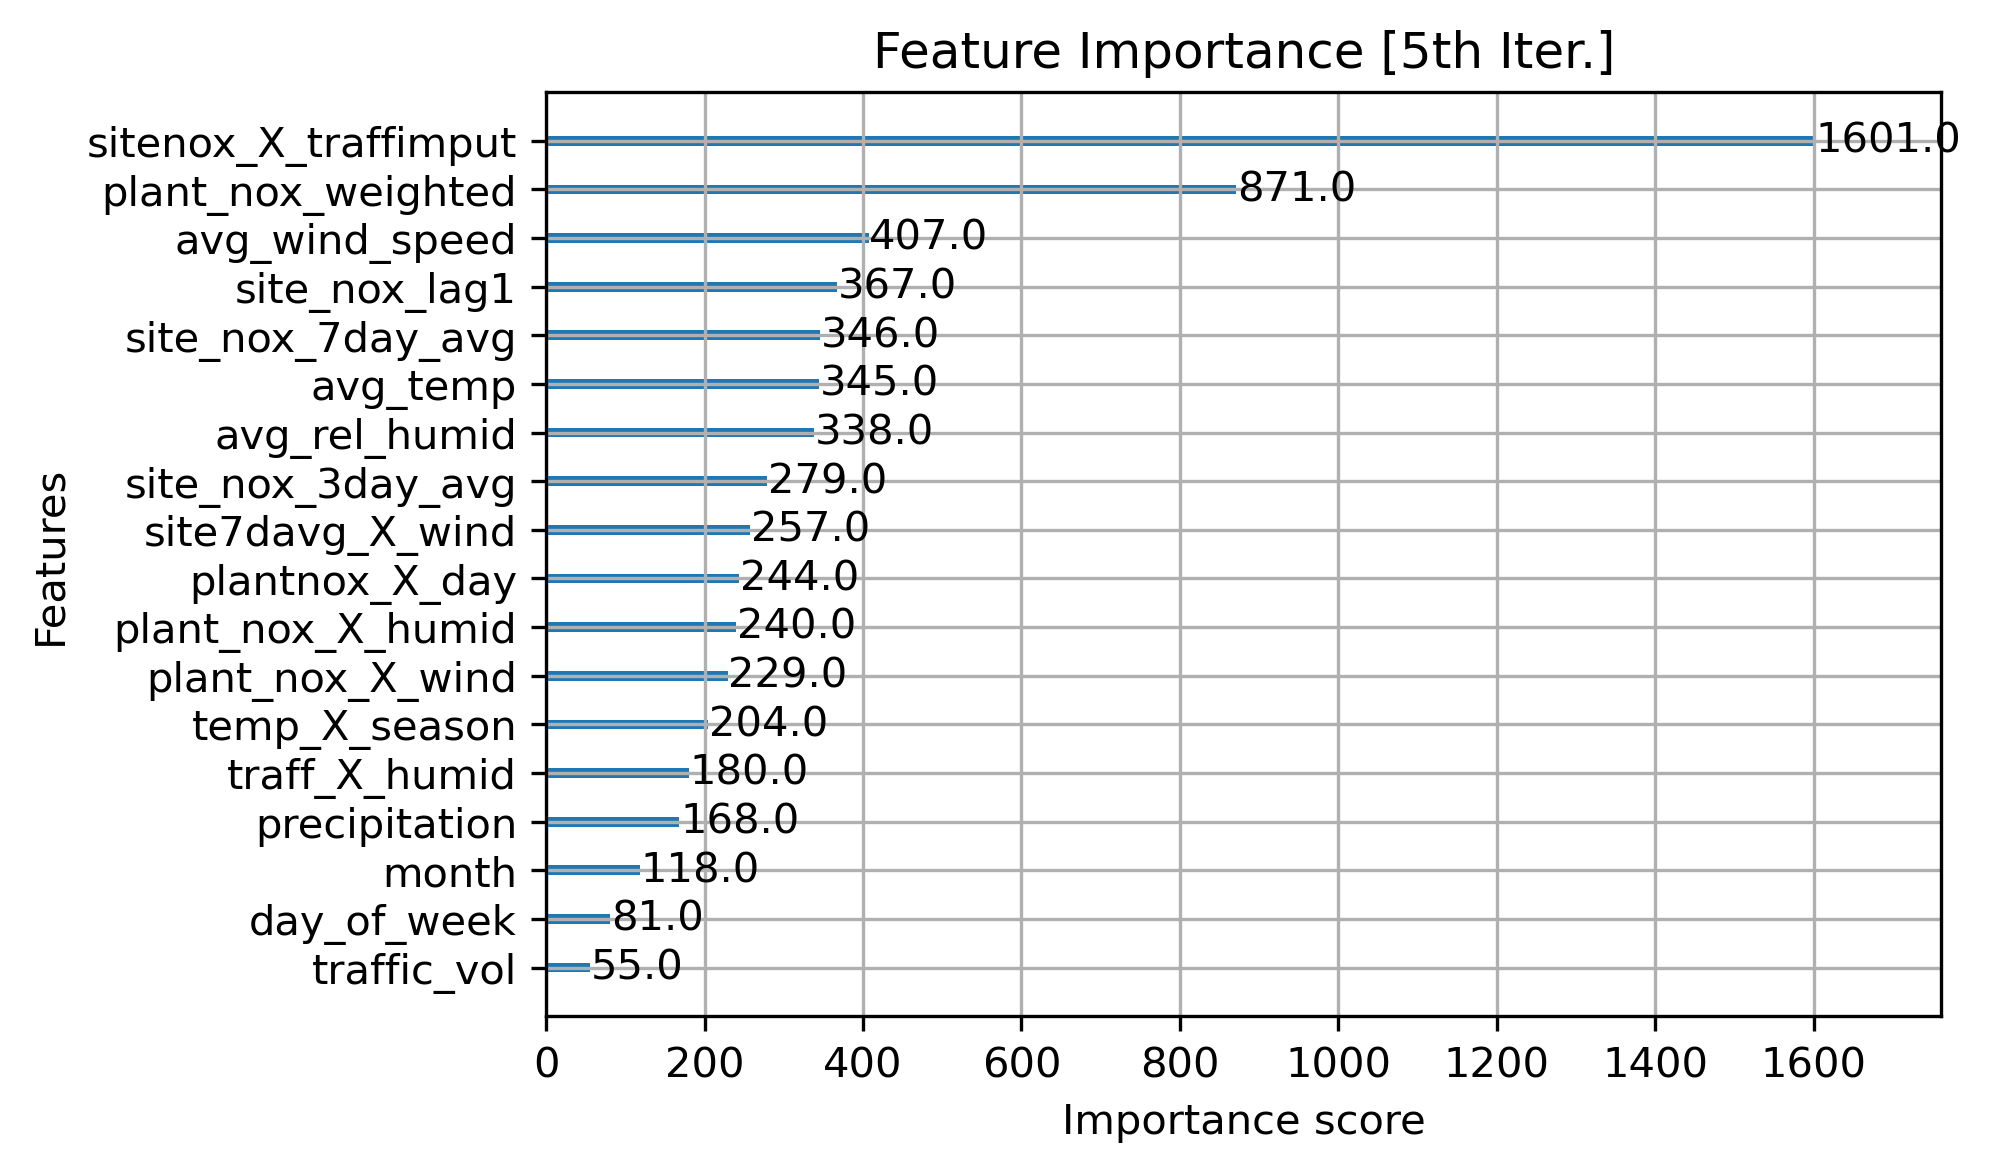 Feature Importance [5th Iter.]
sitenox_X_traffimput 1601.0
plant_nox_weighted 871.0
avg_wind_speed 407.0
site_nox_lag1 367.0
site_nox_7day_avg 346.0
avg_temp 345.0
avg_rel_humid 338.0
site_nox_3day_avg 279.0
site7davg_X_wind 257.0
plantnox_X_day 244.0
plant_nox_X_humid 240.0
plant_nox_X_wind 229.0
temp_X_season 204.0
traff_X_humid 180.0
precipitation 168.0
month 118.0
day_of_week 81.0
traffic_vol 55.0
Features
0 200 400 600 800 1000 1200 1400 1600
Importance score